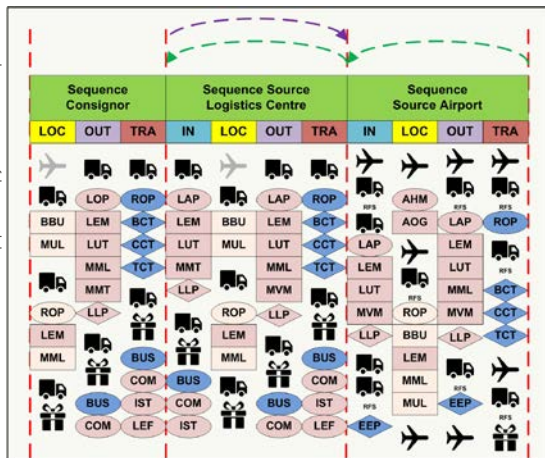 Sequence Consignor
Sequence Source Logistics Centre
Sequence Source Airport
LOC OUT TRA IN LOC OUT TRA IN LOC OUT TRA
LOP ROP LAP LAP ROP AHM
RFS RFS RFS
BBU LEM BCT LEM BBU LEM BCT AOG LAP ROP
MUL LUT CCT LUT MUL LUT CCT LAP LEM
MML TCT MMT MML TCT LEM LUT RFS
MMT LLP MVM LUT RFS MML BCT
ROP LLP ROP LLP MVM ROP MVM CCT
LEM LEM LLP BBU LLP TCT
MML BUS MML BUS LEM
COM BUS COM MML
BUS IST COM BUS IST RFS MUL EEP RFS
COM LEF IST COM LEF EEP